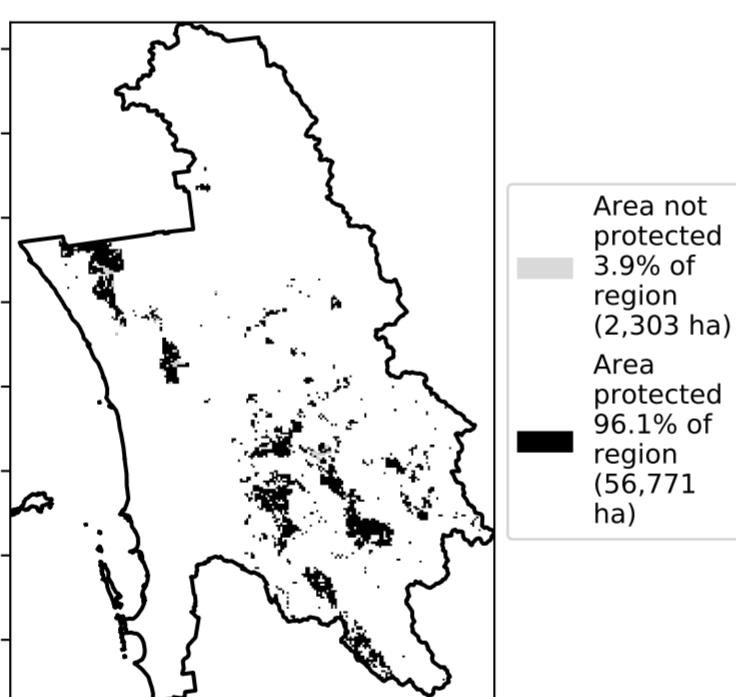 Area not
protected
3.9% of
region
(2,303 ha)
Area
protected
96.1% of
region
(56,771
ha)